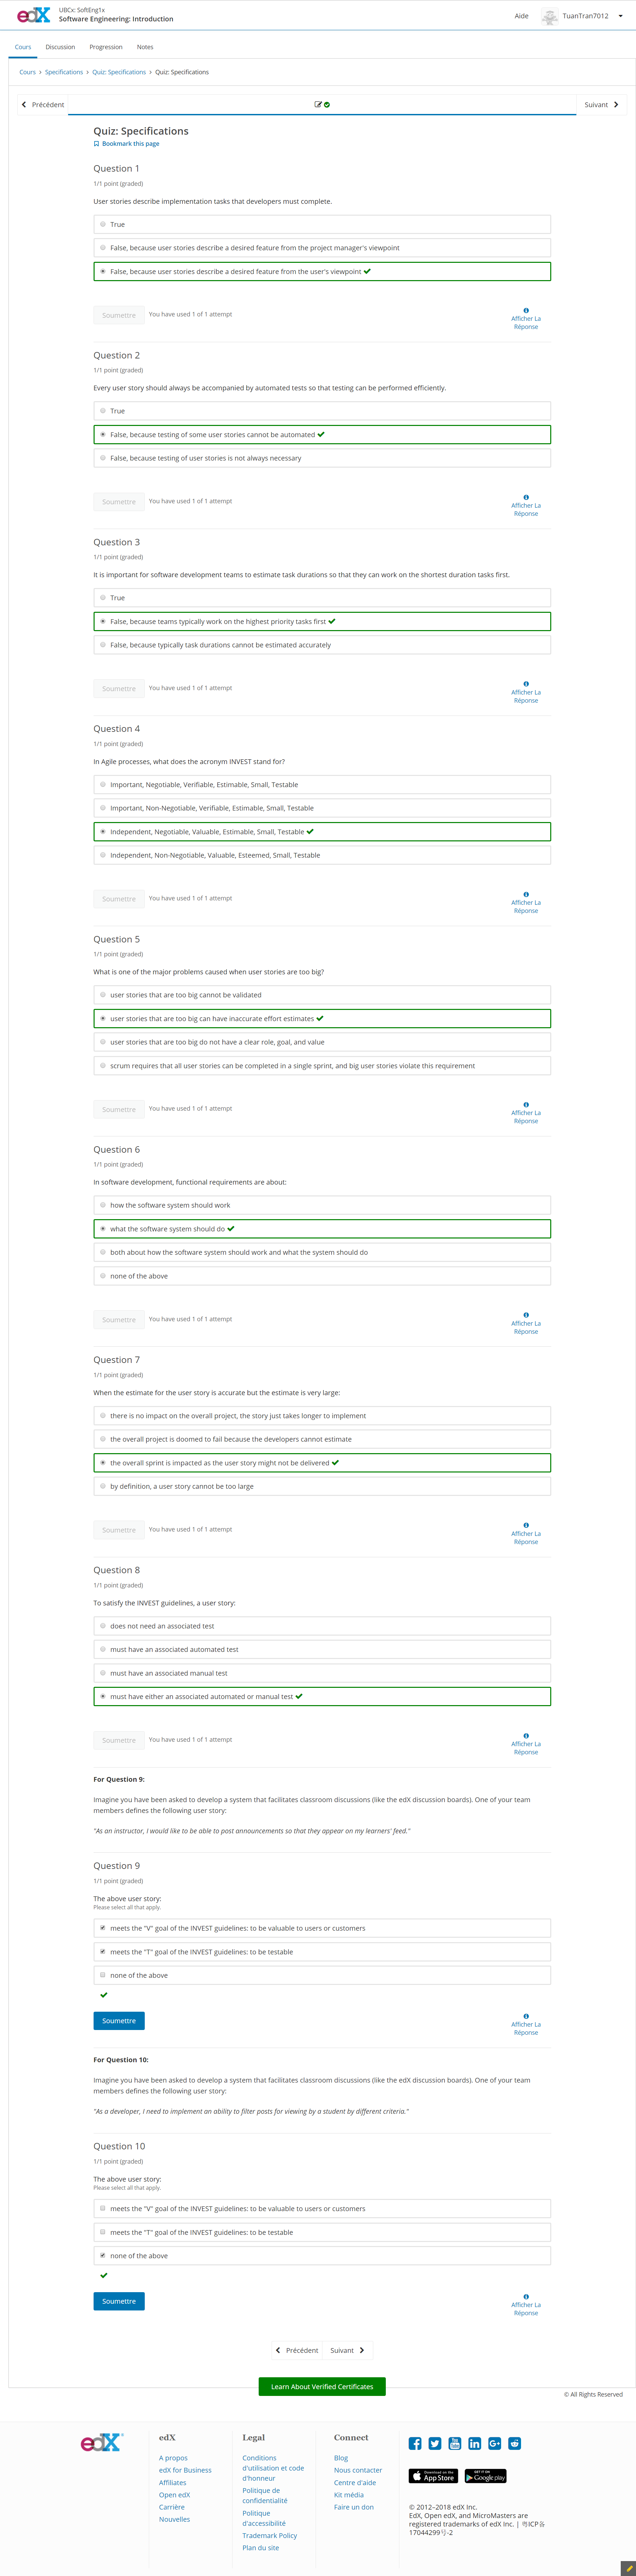 edX
UBCx: SoftEng1x
Software Engineering: Introduction
Aide
TuanTran7012
Cours
Discussion
Progression
Notes
Cours > Specifications > Quiz: Specifications > Quiz: Specifications
Précédent
Suivant
Quiz: Specifications
Bookmark this page
Question 1
1/1 point (graded)
User stories describe implementation tasks that developers must complete.
True
False, because user stories describe a desired feature from the project manager's viewpoint
False, because user stories describe a desired feature from the user's viewpoint
Soumettre
You have used 1 of 1 attempt
Afficher La
Réponse
Question 2
1/1 point (graded)
Every user story should always be accompanied by automated tests so that testing can be performed efficiently.
True
False, because testing of some user stories cannot be automated
False, because testing of user stories is not always necessary
Soumettre
You have used 1 of 1 attempt
Afficher La
Réponse
Question 3
1/1 point (graded)
It is important for software development teams to estimate task durations so that they can work on the shortest duration tasks first.
True
False, because teams typically work on the highest priority tasks first
False, because typically task durations cannot be estimated accurately
Soumettre
You have used 1 of 1 attempt
Afficher La
Réponse
Question 4
1/1 point (graded)
In Agile processes, what does the acronym INVEST stand for?
Important, Negotiable, Verifiable, Estimable, Small, Testable
Important, Non-Negotiable, Verifiable, Estimable, Small, Testable
Independent, Negotiable, Valuable, Estimable, Small, Testable
Independent, Non-Negotiable, Valuable, Esteemed, Small, Testable
Soumettre
You have used 1 of 1 attempt
Afficher La
Réponse
Question 5
1/1 point (graded)
What is one of the major problems caused when user stories are too big?
user stories that are too big cannot be validated
user stories that are too big can have inaccurate effort estimates
user stories that are too big do not have a clear role, goal, and value
scrum requires that all user stories can be completed in a single sprint, and big user stories violate this requirement
Soumettre
You have used 1 of 1 attempt
Afficher La
Réponse
Question 6
1/1 point (graded)
In software development, functional requirements are about:
how the software system should work
what the software system should do
both about how the software system should work and what the system should do
none of the above
Soumettre
You have used 1 of 1 attempt
Afficher La
Réponse
Question 7
1/1 point (graded)
When the estimate for the user story is accurate but the estimate is very large:
there is no impact on the overall project, the story just takes longer to implement
the overall project is doomed to fail because the developers cannot estimate
the overall sprint is impacted as the user story might not be delivered
by definition, a user story cannot be too large
Soumettre
You have used 1 of 1 attempt
Afficher La
Réponse
Question 8
1/1 point (graded)
To satisfy the INVEST guidelines, a user story:
does not need an associated test
must have an associated automated test
must have an associated manual test
must have either an associated automated or manual test
Soumettre
You have used 1 of 1 attempt
Afficher La
Réponse
For Question 9:
Imagine you have been asked to develop a system that facilitates classroom discussions (like the edX discussion boards). One of your team
members defines the following user story:
"As an instructor, I would like to be able to post announcements so that they appear on my learners' feed."
Question 9
1/1 point (graded)
The above user story:
Please select all that apply.
meets the "V" goal of the INVEST guidelines: to be valuable to users or customers
meets the "T" goal of the INVEST guidelines: to be testable
none of the above
Soumettre
Afficher La
Réponse
For Question 10:
Imagine you have been asked to develop a system that facilitates classroom discussions (like the edX discussion boards). One of your team
members defines the following user story:
"As a developer, I need to implement an ability to filter posts for viewing by a student by different criteria."
Question 10
1/1 point (graded)
The above user story:
Please select all that apply.
meets the "V" goal of the INVEST guidelines: to be valuable to users or customers
meets the "T" goal of the INVEST guidelines: to be testable
none of the above
Soumettre
Afficher La
Réponse
Précédent
Suivant
Learn About Verified Certificates
© All Rights Reserved
edX
edX
A propos
edX for Business
Affiliates
Open edX
Carrière
Nouvelles
Legal
Conditions
d'utilisation et code
d'honneur
Politique de
confidentialité
Politique
d'accessibilité
Trademark Policy
Plan du site
Connect
Blog
Nous contacter
Centre d'aide
Kit média
Faire un don
Download on the
App Store
GET IT ON
Google play
© 2012–2018 edX Inc.
EdX, Open edX, and MicroMasters are
registered trademarks of edX Inc. | 粤ICP备
17044299号-2